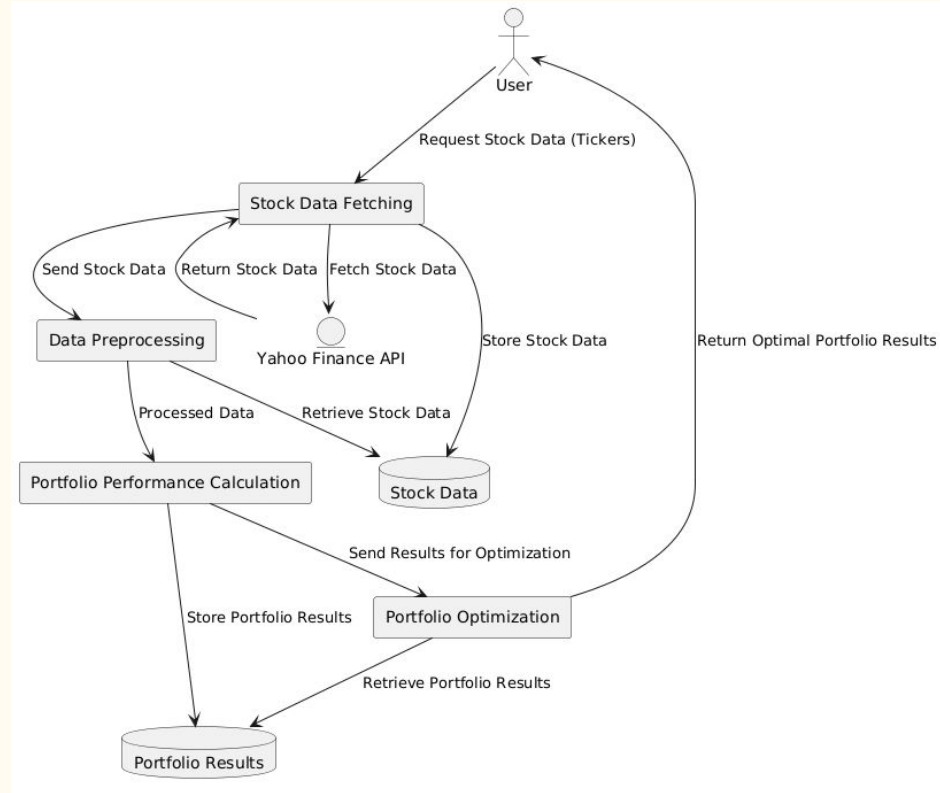 User
Request Stock Data (Tickers)
Stock Data Fetching
Send Stock Data
Return Stock Data
Fetch Stock Data
Data Preprocessing
Yahoo Finance API
Store Stock Data
Return Optimal Portfolio Results
Processed Data
Retrieve Stock Data
Portfolio Performance Calculation
Stock Data
Send Results for Optimization
Store Portfolio Results
Portfolio Optimization
Retrieve Portfolio Results
Portfolio Results